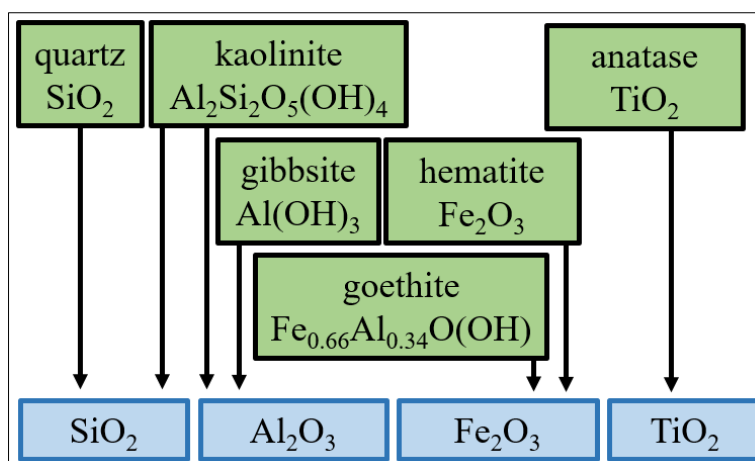 quartz
SiO₂
kaolinite
Al₂Si₂O₅(OH)₄
anatase
TiO₂
gibbsite
Al(OH)₃
hematite
Fe₂O₃
goethite
Fe₀.₆₆Al₀.₃₄O(OH)
SiO₂
Al₂O₃
Fe₂O₃
TiO₂